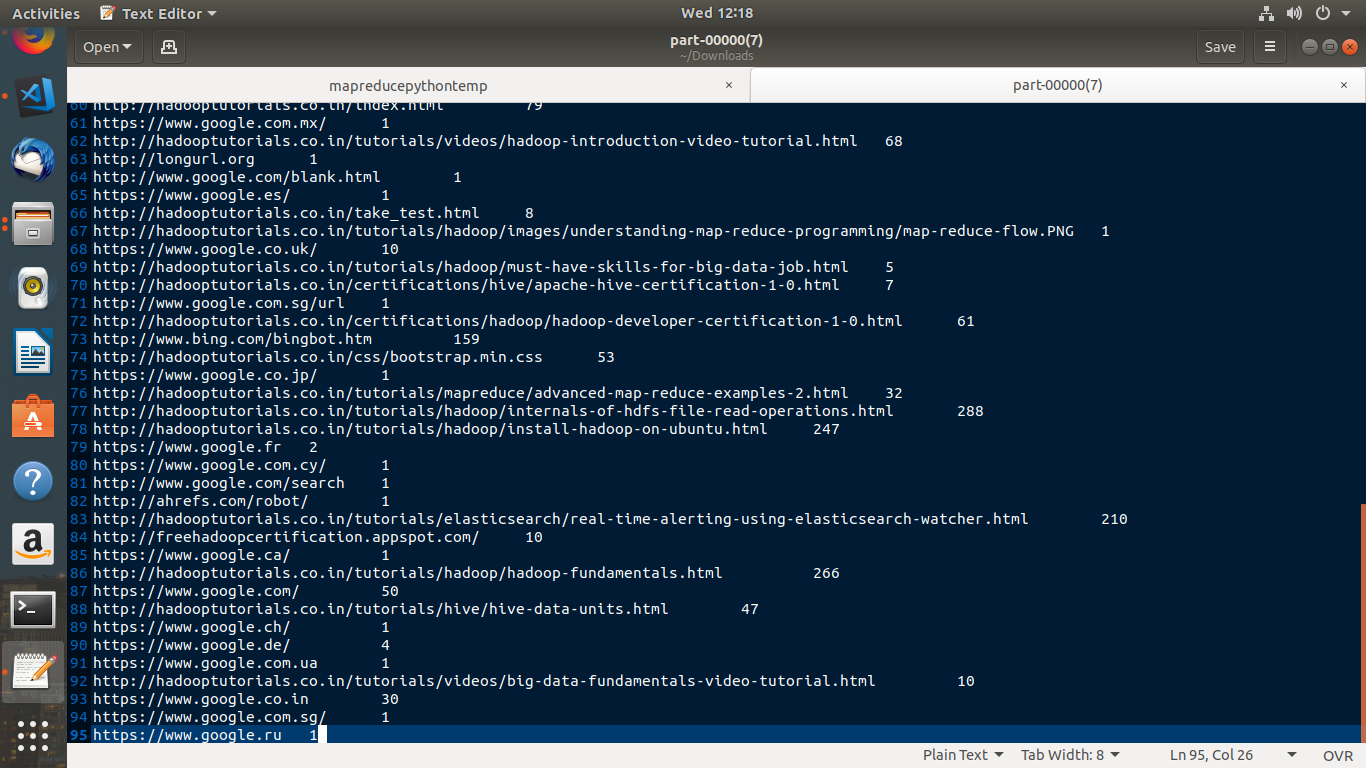 Activities Text Editor Wed 12:18
Open part-00000(7) Save
~/Downloads
mapreducepythontemp × part-00000(7) ×
60 http://hadooptutorials.co.in/index.html 79
61 https://www.google.com.mx/ 1
62 http://hadooptutorials.co.in/tutorials/videos/hadoop-introduction-video-tutorial.html 68
63 http://longurl.org 1
64 http://www.google.com/blank.html 1
65 https://www.google.es/ 1
66 http://hadooptutorials.co.in/take_test.html 8
67 http://hadooptutorials.co.in/tutorials/hadoop/images/understanding-map-reduce-programming/map-reduce-flow.PNG 1
68 https://www.google.co.uk/ 10
69 http://hadooptutorials.co.in/tutorials/hadoop/must-have-skills-for-big-data-job.html 5
70 http://hadooptutorials.co.in/certifications/hive/apache-hive-certification-1-0.html 7
71 http://www.google.com.sg/url 1
72 http://hadooptutorials.co.in/certifications/hadoop/hadoop-developer-certification-1-0.html 61
73 http://www.bing.com/bingbot.htm 159
74 http://hadooptutorials.co.in/css/bootstrap.min.css 53
75 https://www.google.co.jp/ 1
76 http://hadooptutorials.co.in/tutorials/mapreduce/advanced-map-reduce-examples-2.html 32
77 http://hadooptutorials.co.in/tutorials/hadoop/internals-of-hdfs-file-read-operations.html 288
78 http://hadooptutorials.co.in/tutorials/hadoop/install-hadoop-on-ubuntu.html 247
79 https://www.google.fr 2
80 https://www.google.com.cy/ 1
81 http://www.google.com/search 1
82 http://ahrefs.com/robot/ 1
83 http://hadooptutorials.co.in/tutorials/elasticsearch/real-time-alerting-using-elasticsearch-watcher.html 210
84 http://freehadoopcertification.appspot.com/ 10
85 https://www.google.ca/ 1
86 http://hadooptutorials.co.in/tutorials/hadoop/hadoop-fundamentals.html 266
87 https://www.google.com/ 50
88 http://hadooptutorials.co.in/tutorials/hive/hive-data-units.html 47
89 https://www.google.ch/ 1
90 https://www.google.de/ 4
91 https://www.google.com.ua 1
92 http://hadooptutorials.co.in/tutorials/videos/big-data-fundamentals-video-tutorial.html 10
93 https://www.google.co.in 30
94 https://www.google.com.sg/ 1
95 https://www.google.ru 1
Plain Text Tab Width: 8 Ln 95, Col 26 OVR